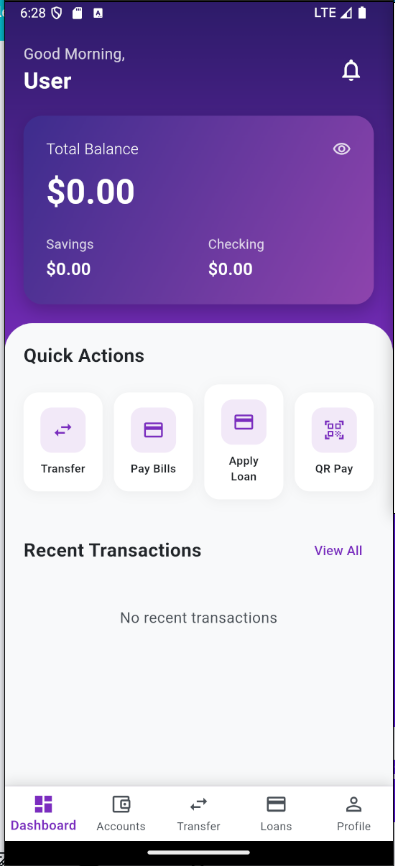 6:28
LTE
Good Morning,
User
Total Balance
$0.00
Savings
Checking
$0.00
$0.00
Quick Actions
Transfer
Pay Bills
Apply
Loan
QR Pay
Recent Transactions
View All
No recent transactions
Dashboard
Accounts
Transfer
Loans
Profile